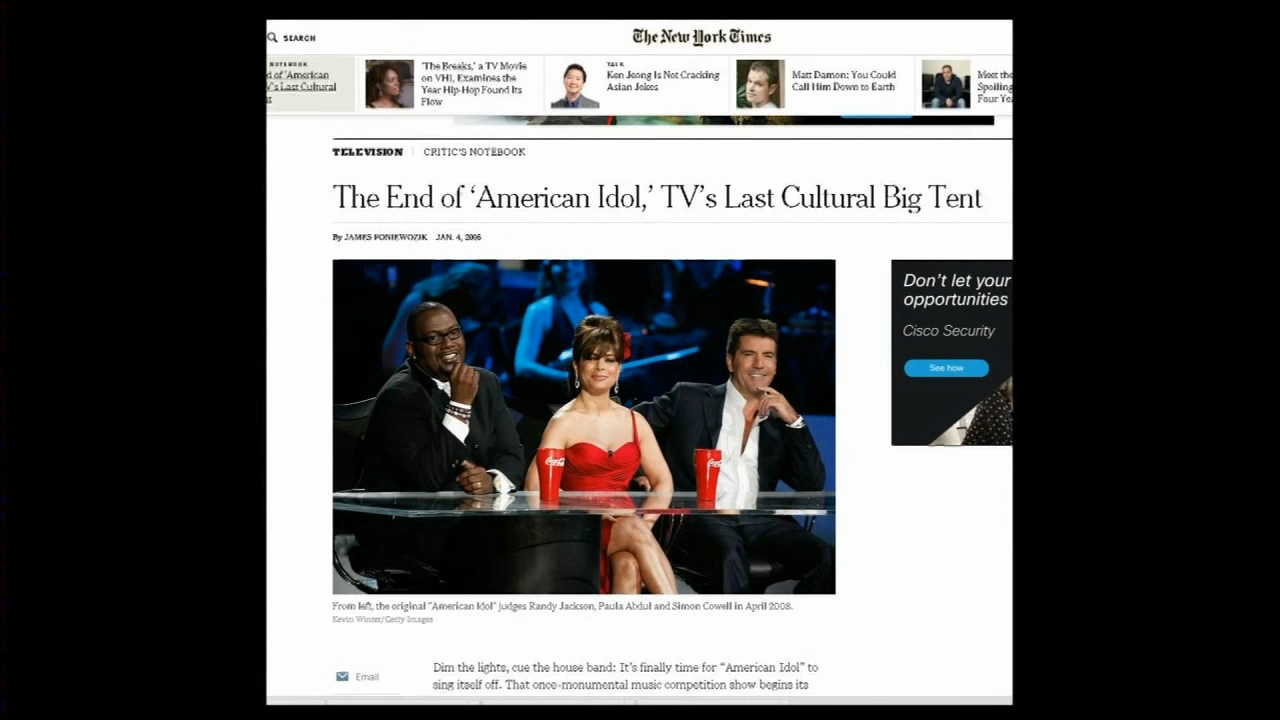 SEARCH
The New York Times
NOTEBOOK
d of 'American
V's Last Cultural
g
'The Breaks,' a TV Movie
on VH1, Examines the
Year Hip-Hop Found Its
Flow
TALK
Ken Jeong Is Not Cracking
Asian Jokes
Matt Damon: You Could
Call Him Down to Earth
Meet the
Spoiling
Four Yea
TELEVISION | CRITIC'S NOTEBOOK
The End of ‘American Idol,’ TV’s Last Cultural Big Tent
By JAMES PONIEWOZIK JAN. 4, 2016
Don't let your
opportunities
Cisco Security
See how
Coca-Cola
Coca-Cola
From left, the original "American Idol" judges Randy Jackson, Paula Abdul and Simon Cowell in April 2008.
Kevin Winter/Getty Images
Email
Dim the lights, cue the house band: It’s finally time for “American Idol” to
sing itself off. That once-monumental music competition show begins its